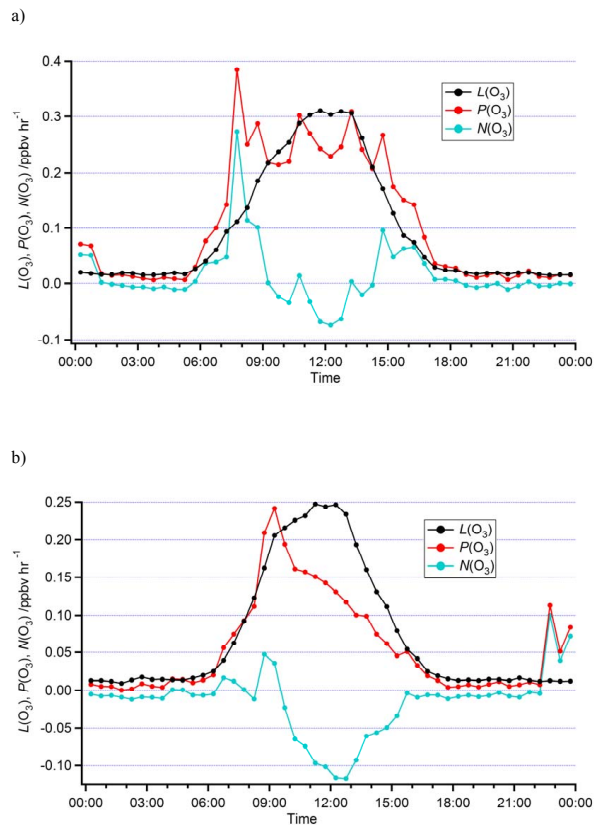 a)
0.4
0.3
0.2
0.1
0.0
-0.1
L(O₃), P(O₃), N(O₃) /ppbv hr⁻¹
L(O₃)
P(O₃)
N(O₃)
00:00 03:00 06:00 09:00 12:00 15:00 18:00 21:00 00:00
Time
b)
0.25
0.20
0.15
0.10
0.05
0.00
-0.05
-0.10
L(O₃), P(O₃), N(O₃) /ppbv hr⁻¹
L(O₃)
P(O₃)
N(O₃)
00:00 03:00 06:00 09:00 12:00 15:00 18:00 21:00 00:00
Time